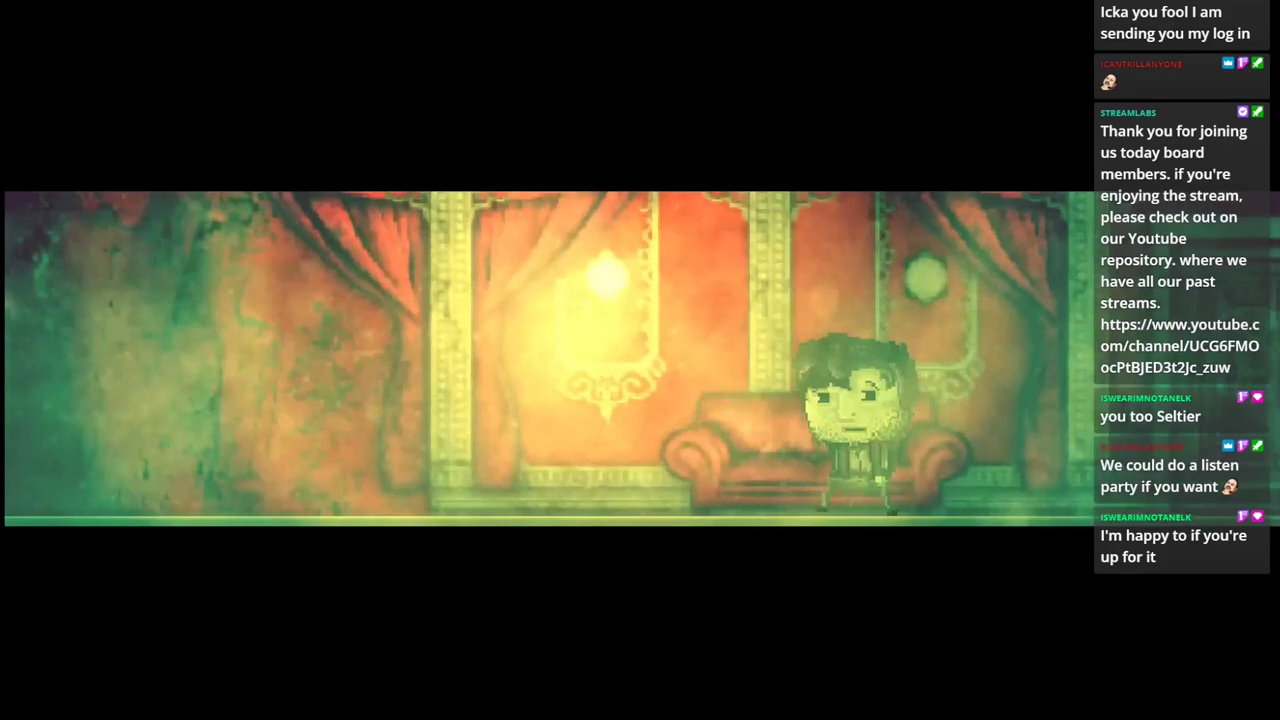 Icka you fool I am
sending you my log in
ICANTKILLANYONE
STREAMLABS
Thank you for joining
us today board
members. if you're
enjoying the stream,
please check out on
our Youtube
repository. where we
have all our past
streams.
https://www.youtube.c
om/channel/UCG6FMO
ocPtBJED3t2Jc_zuw
ISWEARIMNOTANELK
you too Seltier
We could do a listen
party if you want
ISWEARIMNOTANELK
I'm happy to if you're
up for it